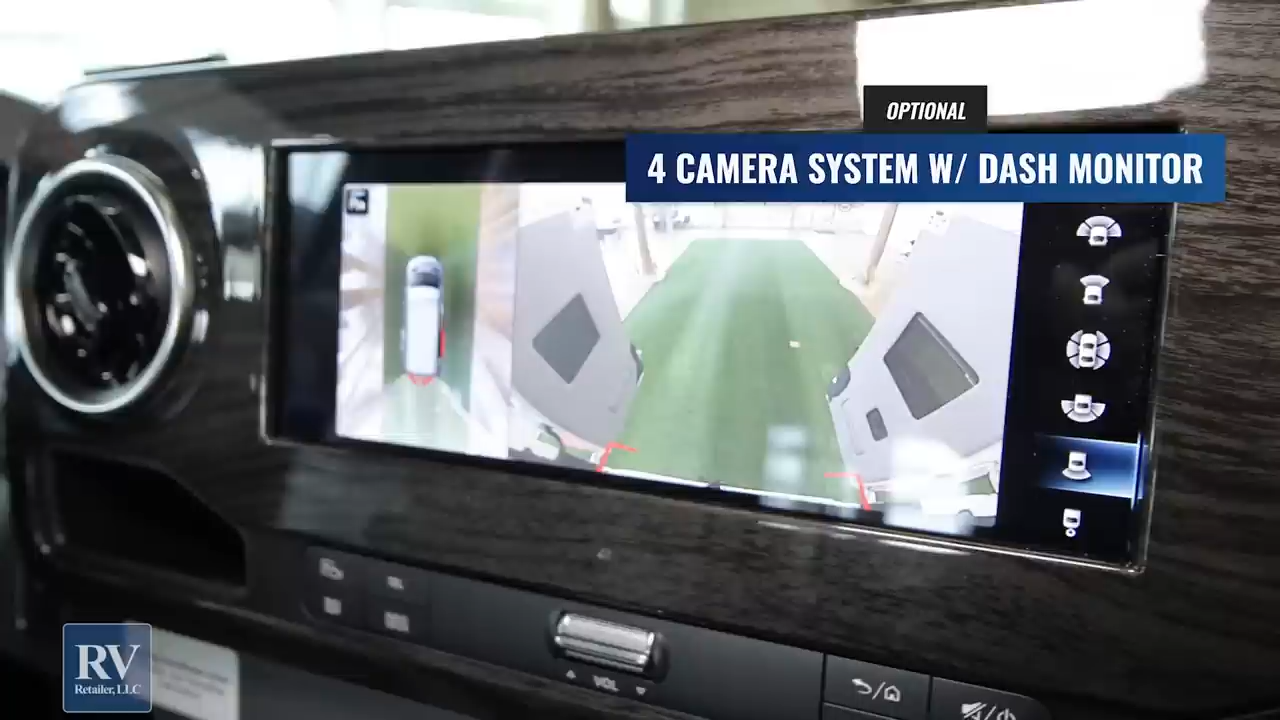 OPTIONAL
4 CAMERA SYSTEM W/ DASH MONITOR
VOL
RV
Retailer, LLC